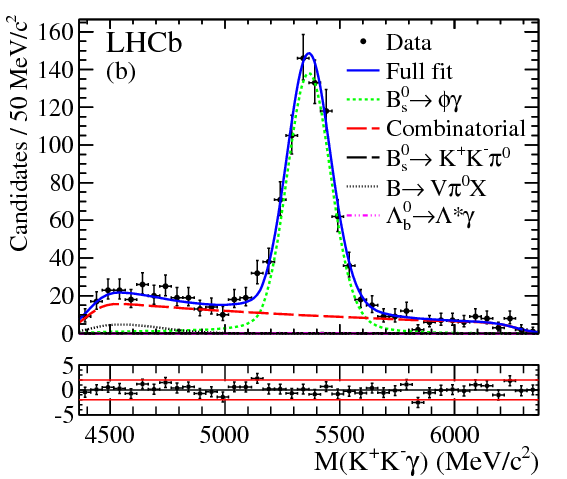 LHCb
(b)
Data
Full fit
B⁰ₛ→ ϕγ
Combinatorial
B⁰ₛ→ K⁺K⁻π⁰
B→ Vπ⁰X
Λ⁰_b→Λ*γ
Candidates / 50 MeV/c²
160
140
120
100
80
60
40
20
0
5
0
-5
4500 5000 5500 6000
M(K⁺K⁻γ) (MeV/c²)